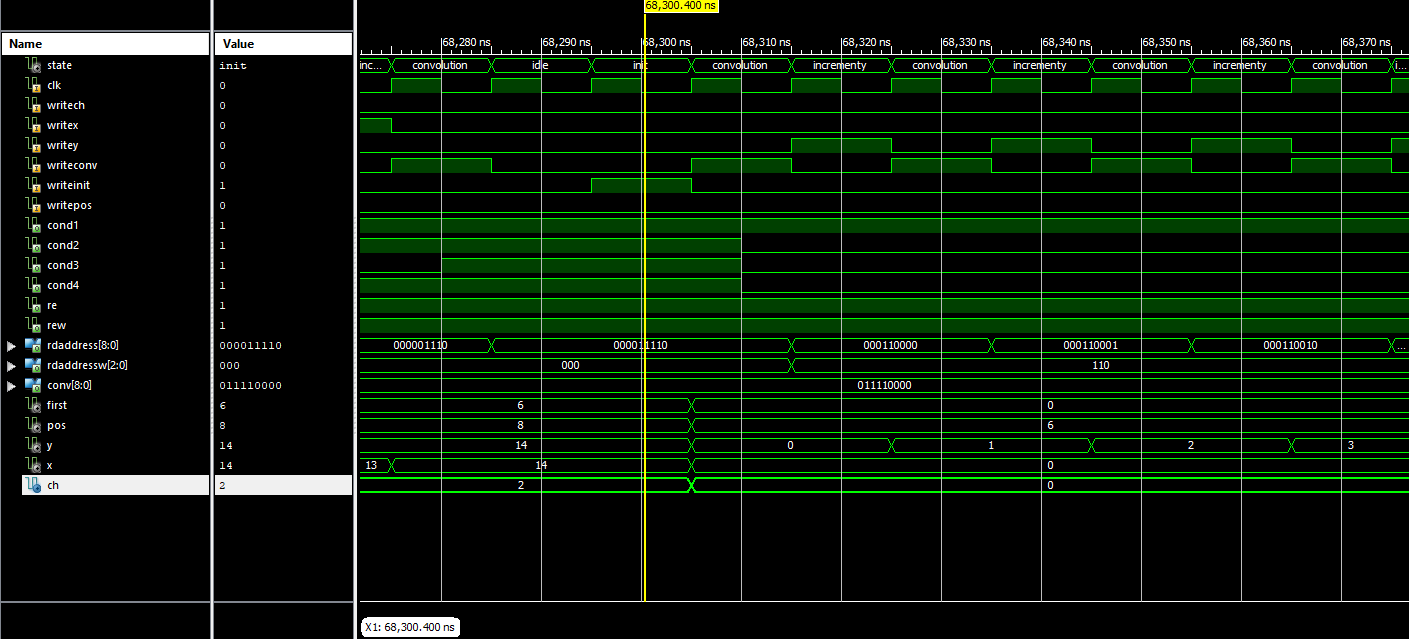 68,300.400 ns
Name Value 68,280 ns 68,290 ns 68,300 ns 68,310 ns 68,320 ns 68,330 ns 68,340 ns 68,350 ns 68,360 ns 68,370 ns
state init inc... convolution idle init convolution incrementy convolution incrementy convolution incrementy convolution i...
clk 0
writech 0
writex 0
writey 0
writeconv 0
writeinit 1
writepos 0
cond1 1
cond2 1
cond3 1
cond4 1
re 1
rew 1
rdaddress[8:0] 000011110 000001110 000011110 000110000 000110001 000110010 ...
rdaddressw[2:0] 000 000 110
conv[8:0] 011110000 011110000
first 6 6 0
pos 8 8 6
y 14 14 0 1 2 3
x 14 13 14 0
ch 2 2 0
X1: 68,300.400 ns